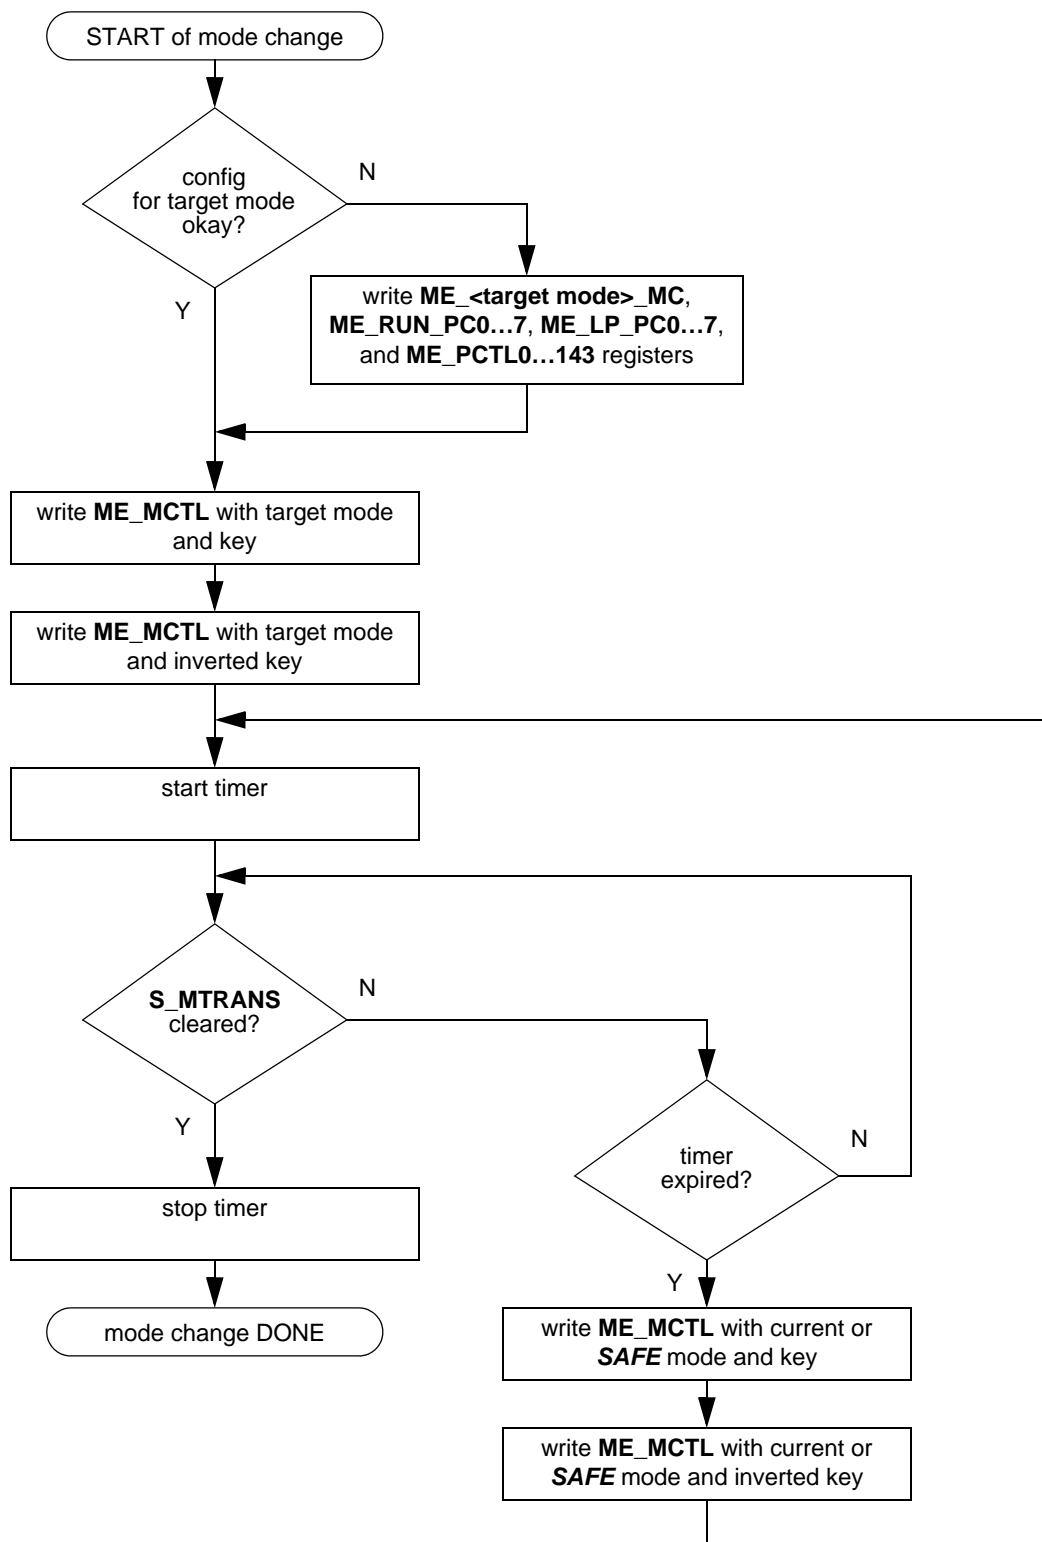 START of mode change
config
for target mode
okay?
N
Y
write ME_<target mode>_MC,
ME_RUN_PC0…7, ME_LP_PC0…7,
and ME_PCTL0…143 registers
write ME_MCTL with target mode
and key
write ME_MCTL with target mode
and inverted key
start timer
S_MTRANS
cleared?
N
Y
timer
expired?
N
Y
stop timer
mode change DONE
write ME_MCTL with current or
SAFE mode and key
write ME_MCTL with current or
SAFE mode and inverted key